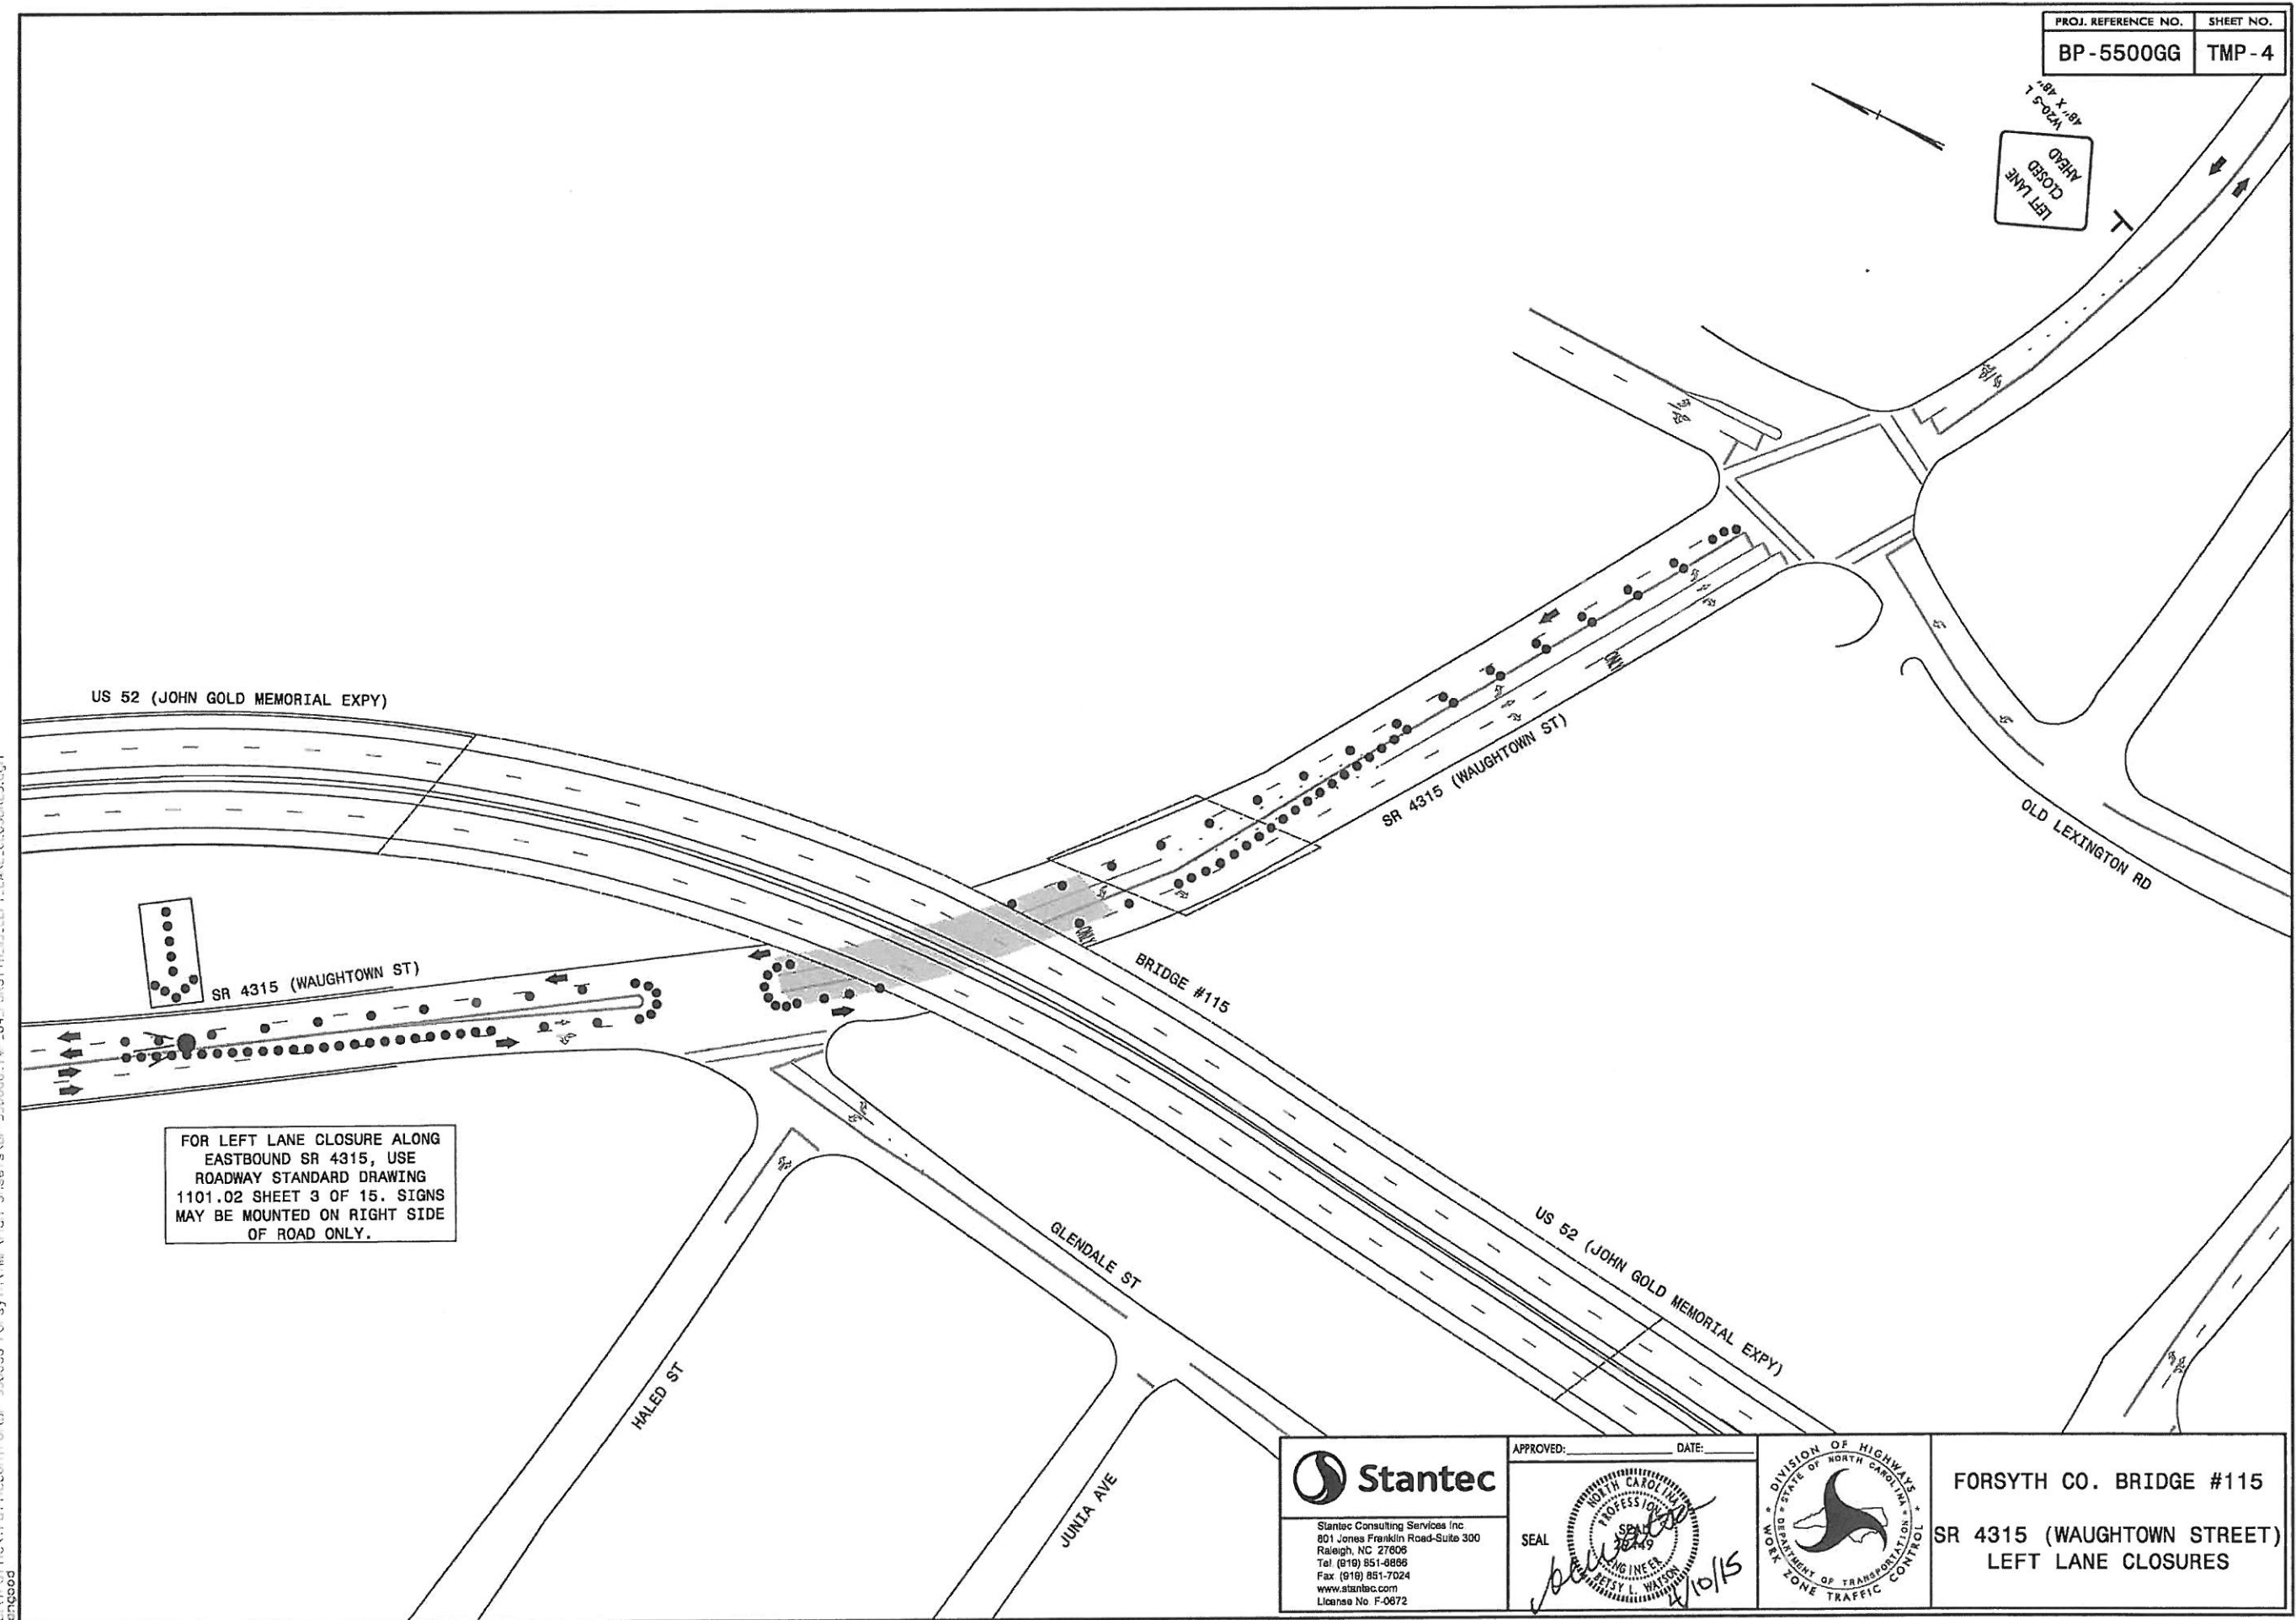 PROJ. REFERENCE NO.
SHEET NO.
BP-5500GG
TMP-4
W20-5 L
48" X 48"
LEFT LANE
CLOSED
AHEAD
US 52 (JOHN GOLD MEMORIAL EXPY)
SR 4315 (WAUGHTOWN ST)
ONLY
SR 4315 (WAUGHTOWN ST)
ONLY
BRIDGE #115
OLD LEXINGTON RD
FOR LEFT LANE CLOSURE ALONG
EASTBOUND SR 4315, USE
ROADWAY STANDARD DRAWING
1101.02 SHEET 3 OF 15. SIGNS
MAY BE MOUNTED ON RIGHT SIDE
OF ROAD ONLY.
GLENDALE ST
US 52 (JOHN GOLD MEMORIAL EXPY)
HALED ST
JUNIA AVE
Stantec
Stantec Consulting Services Inc
801 Jones Franklin Road-Suite 300
Raleigh, NC 27606
Tel. (919) 851-6866
Fax (919) 851-7024
www.stantec.com
License No F-0672
APPROVED:
DATE:
SEAL
NORTH CAROLINA
PROFESSIONAL
SEAL
ENGINEER
BETSY L. WATSON
4/10/15
DIVISION OF HIGHWAYS
STATE OF NORTH CAROLINA
DEPARTMENT OF TRANSPORTATION
WORK ZONE TRAFFIC CONTROL
FORSYTH CO. BRIDGE #115
SR 4315 (WAUGHTOWN STREET)
LEFT LANE CLOSURES